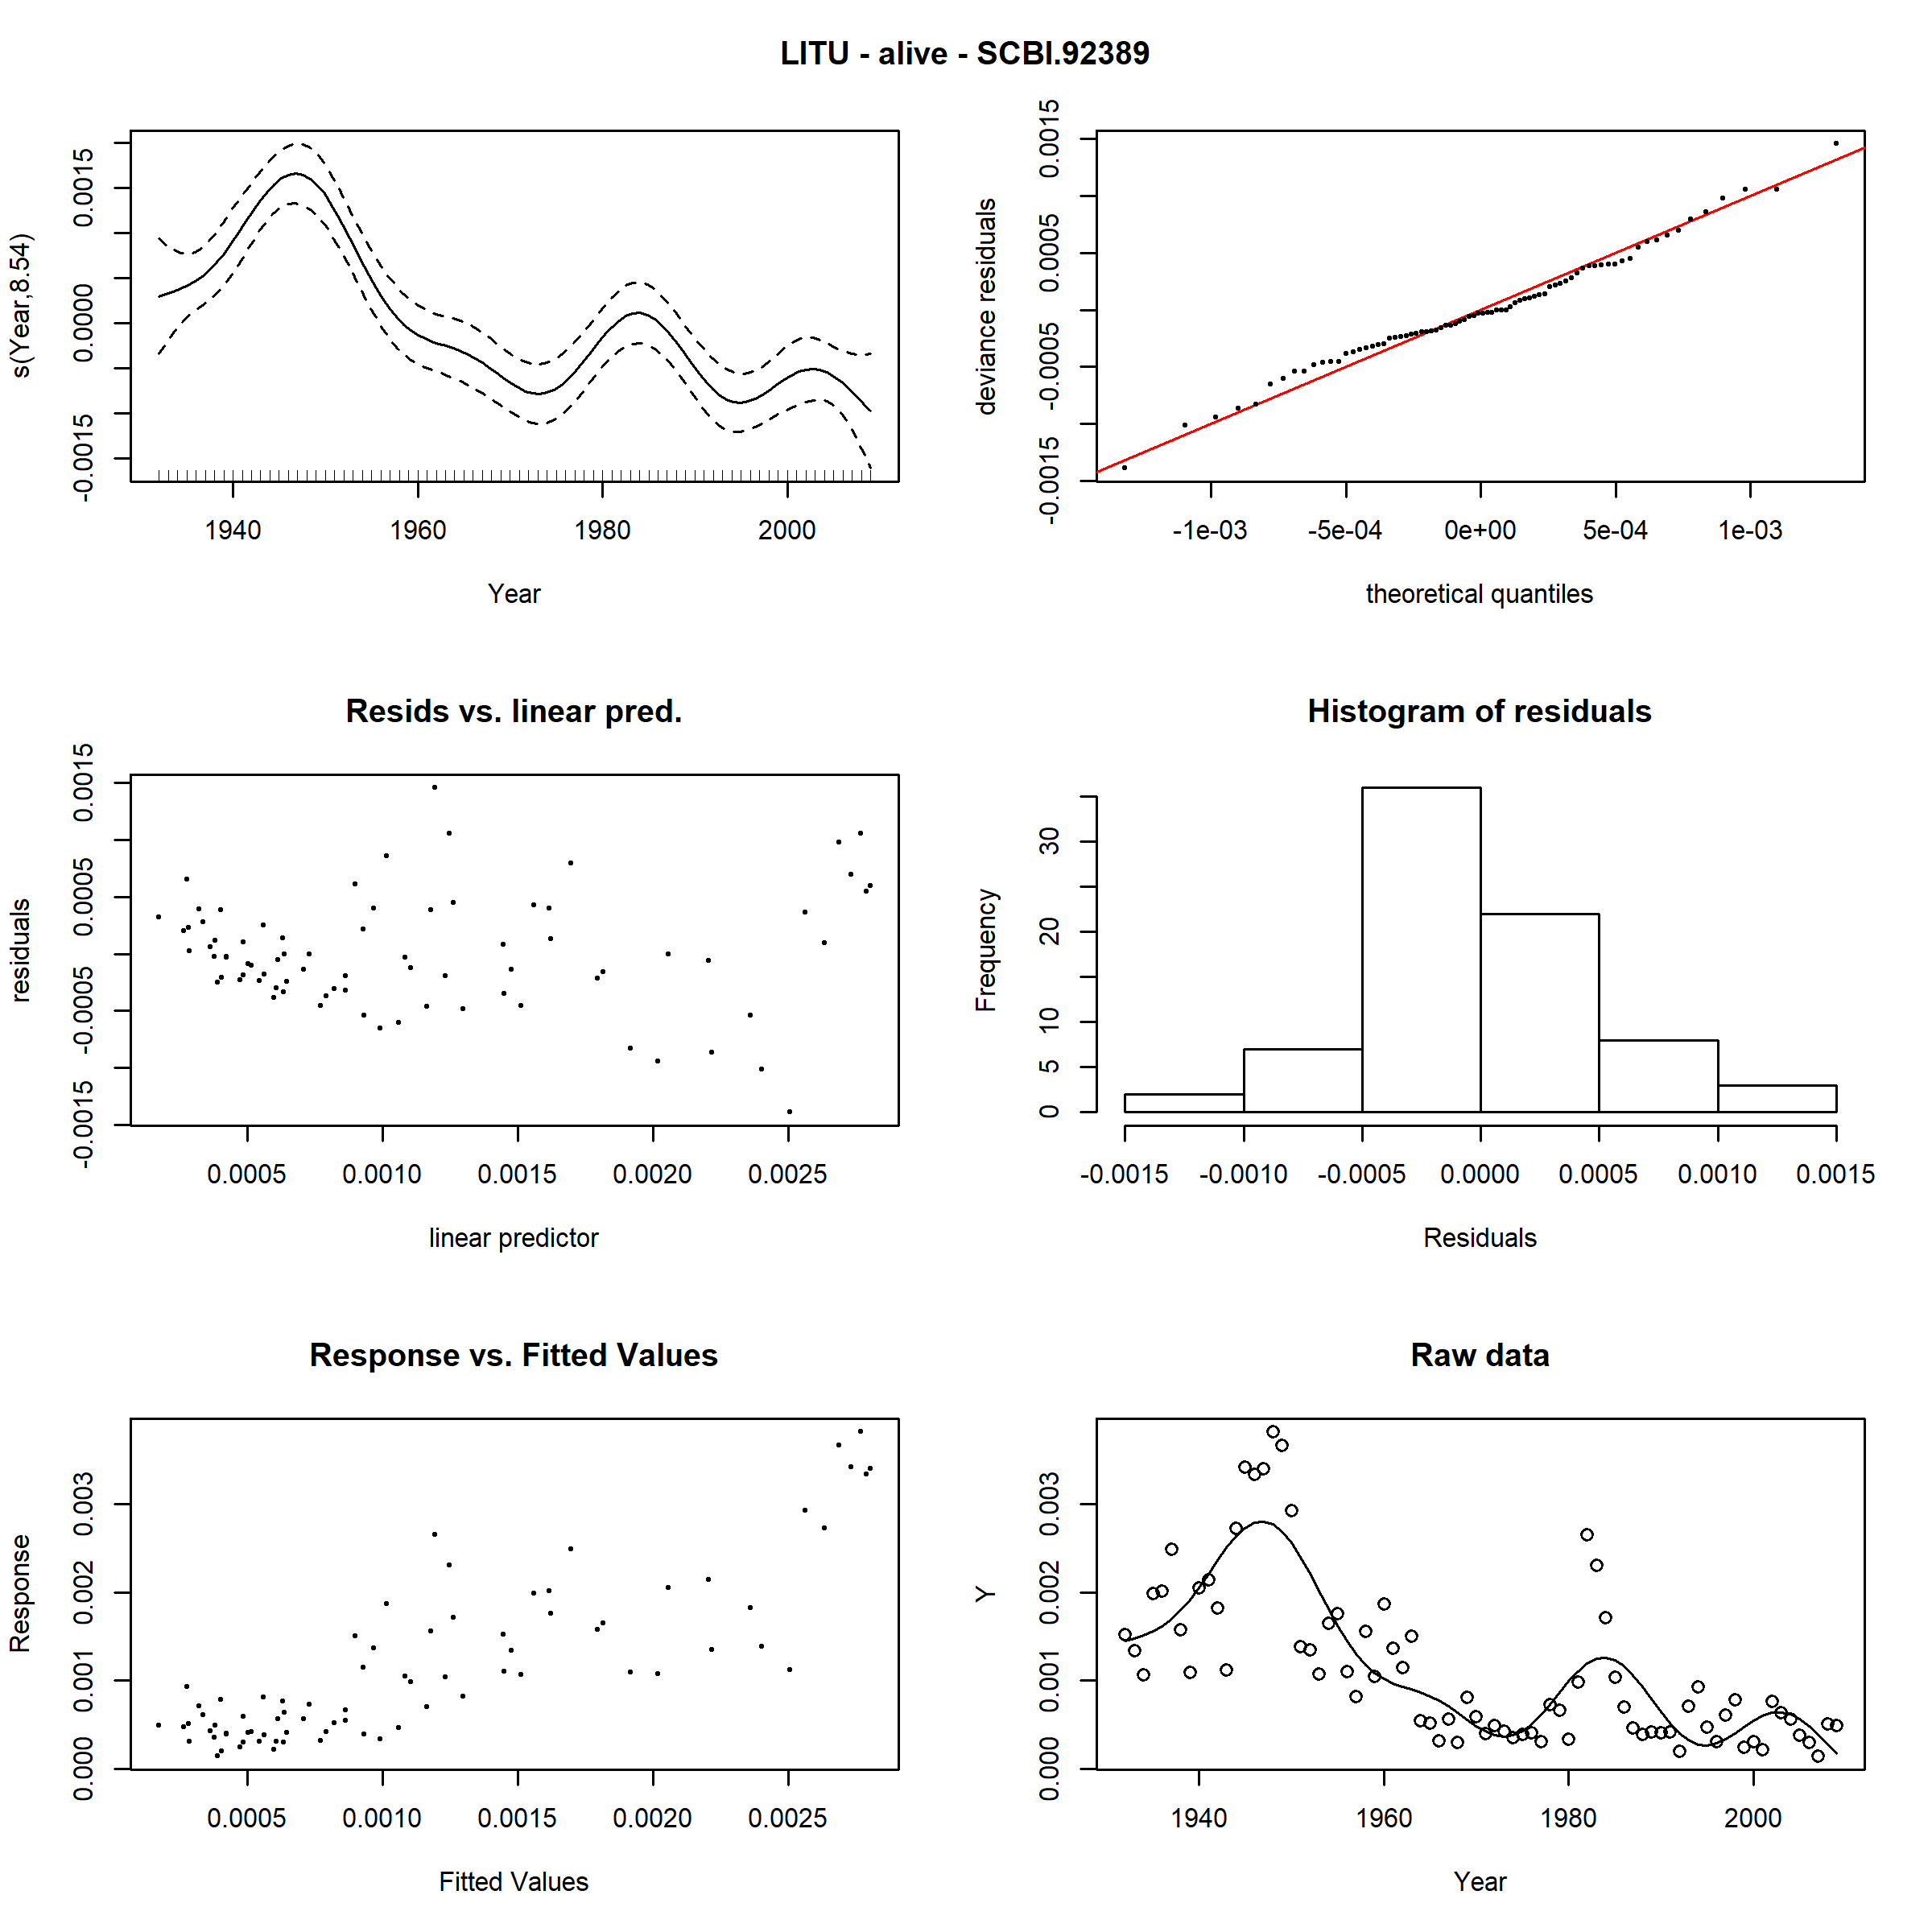 LITU - alive - SCBI.92389
s(Year,8.54)
-0.0015 0.0000 0.0015
1940 1960 1980 2000
Year
deviance residuals
-0.0015 -0.0005 0.0005 0.0015
-1e-03 -5e-04 0e+00 5e-04 1e-03
theoretical quantiles
Resids vs. linear pred.
residuals
-0.0015 -0.0005 0.0005 0.0015
0.0005 0.0010 0.0015 0.0020 0.0025
linear predictor
Histogram of residuals
Frequency
0 5 10 20 30
-0.0015 -0.0010 -0.0005 0.0000 0.0005 0.0010 0.0015
Residuals
Response vs. Fitted Values
Response
0.000 0.001 0.002 0.003
0.0005 0.0010 0.0015 0.0020 0.0025
Fitted Values
Raw data
Y
0.000 0.001 0.002 0.003
1940 1960 1980 2000
Year